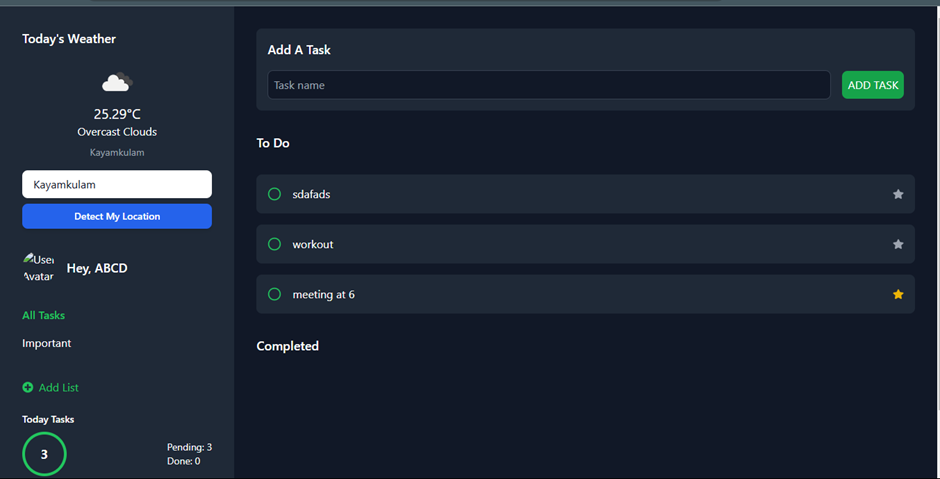 Today's Weather
25.29°C
Overcast Clouds
Kayamkulam
Kayamkulam
Detect My Location
User Avatar
Hey, ABCD
All Tasks
Important
Add List
Today Tasks
3
Pending: 3
Done: 0
Add A Task
Task name
ADD TASK
To Do
sdafads
workout
meeting at 6
Completed